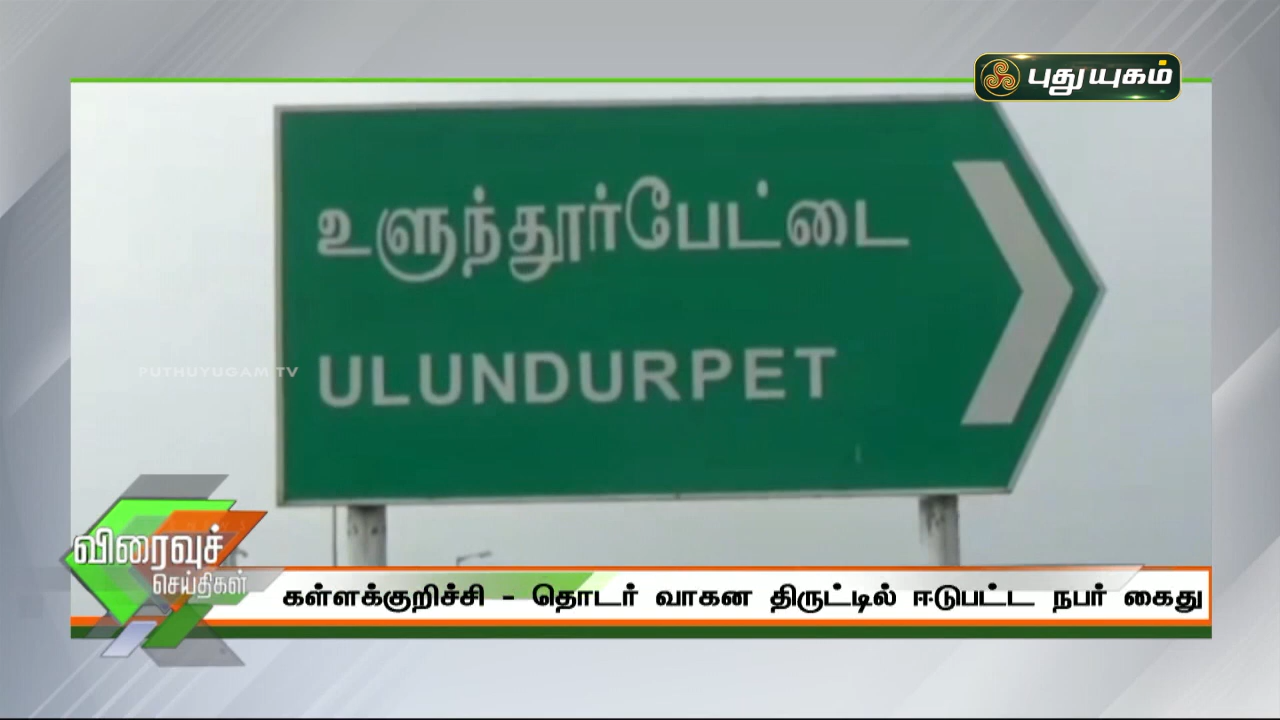 புதுயுகம்
உளுந்தூர்பேட்டை
ULUNDURPET
PUTHUYUGAM TV
விரைவுச்
செய்திகள்
கள்ளக்குறிச்சி - தொடர் வாகன திருட்டில் ஈடுபட்ட நபர் கைது